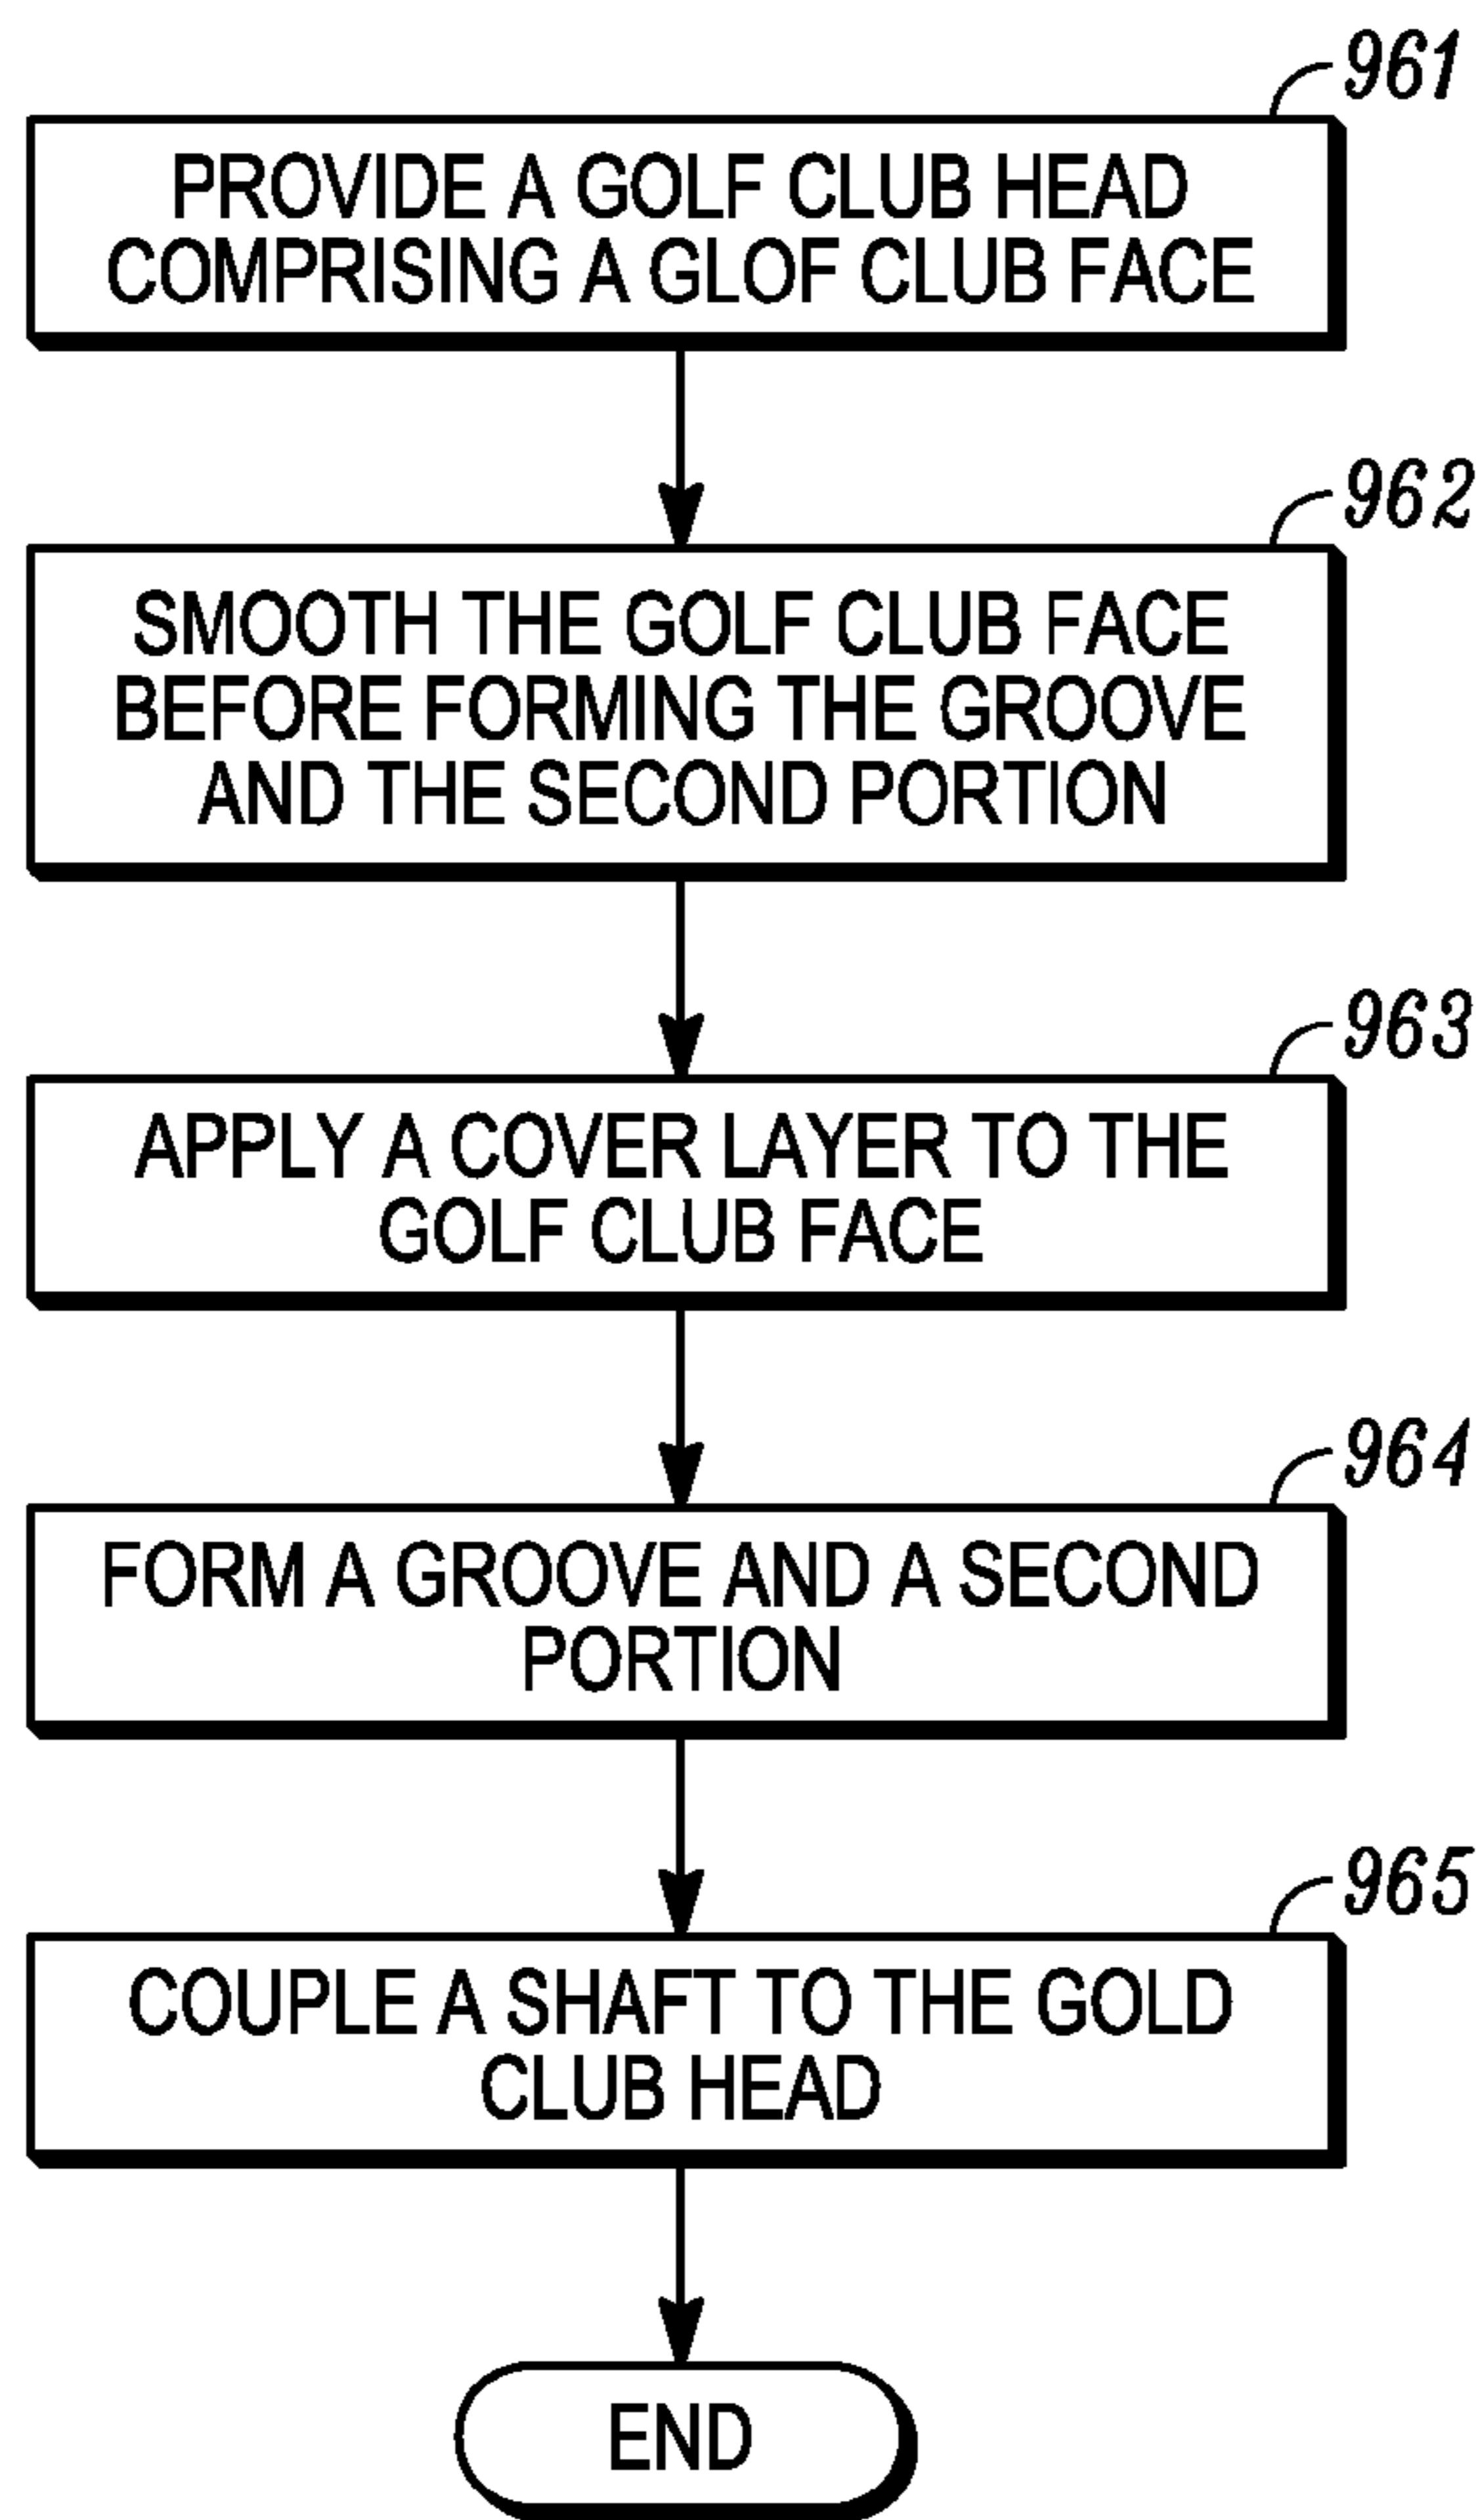 961
PROVIDE A GOLF CLUB HEAD
COMPRISING A GLOF CLUB FACE
962
SMOOTH THE GOLF CLUB FACE
BEFORE FORMING THE GROOVE
AND THE SECOND PORTION
963
APPLY A COVER LAYER TO THE
GOLF CLUB FACE
964
FORM A GROOVE AND A SECOND
PORTION
965
COUPLE A SHAFT TO THE GOLD
CLUB HEAD
END